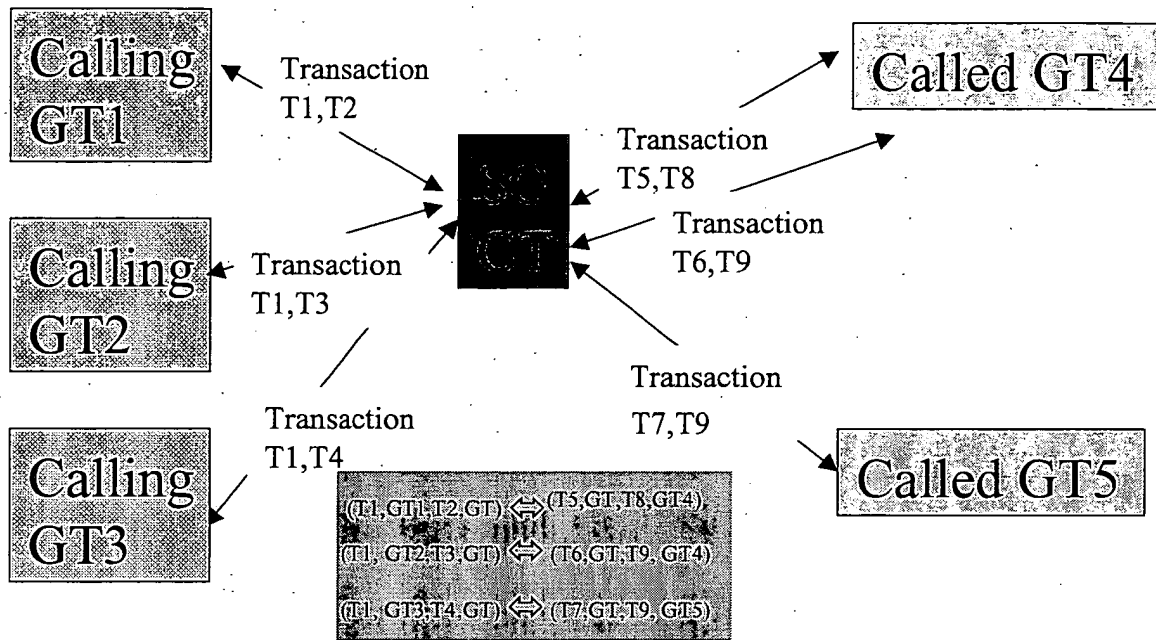 Calling
GT1
Transaction
T1,T2
Called GT4
Transaction
T5,T8
SC
GT
Transaction
T6,T9
Calling
GT2
Transaction
T1,T3
Transaction
T7,T9
Calling
GT3
Transaction
T1,T4
Called GT5
(T1,GT1,T2,GT) ⇔ (T5,GT,T8,GT4)
(T1, GT2,T3,GT) ⇔ (T6,GT,T9, GT4)
(T1, GT3,T4,GT) ⇔ (T7,GT,T9, GT5)